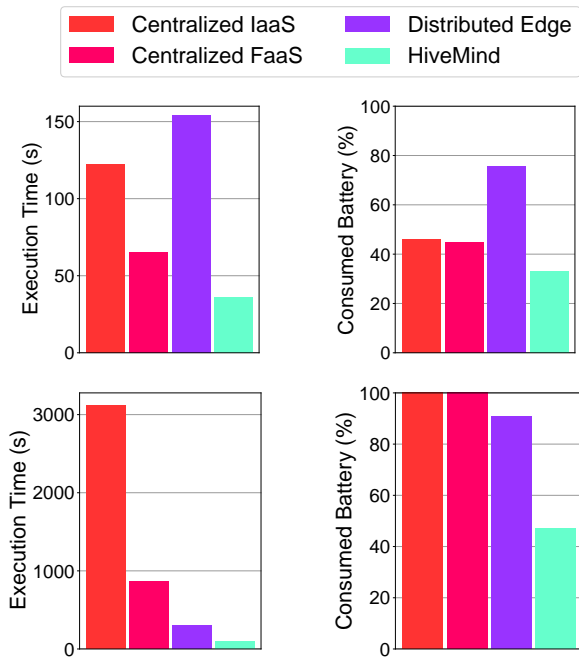 Centralized IaaS
Distributed Edge
Centralized FaaS
HiveMind
Execution Time (s)
150
100
50
0
Consumed Battery (%)
100
80
60
40
20
0
Execution Time (s)
3000
2000
1000
0
Consumed Battery (%)
100
80
60
40
20
0